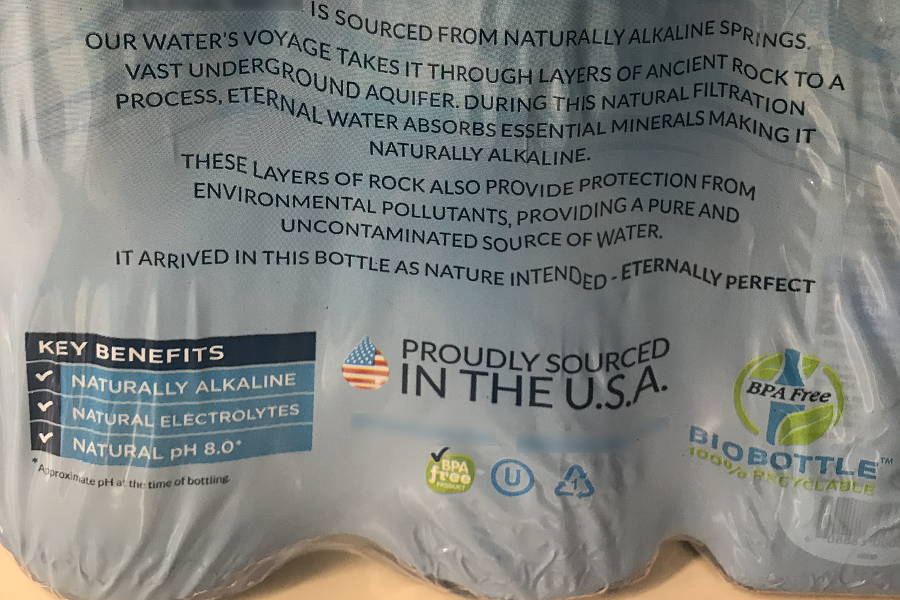 IS SOURCED FROM NATURALLY ALKALINE SPRINGS.
OUR WATER'S VOYAGE TAKES IT THROUGH LAYERS OF ANCIENT ROCK TO A
VAST UNDERGROUND AQUIFER. DURING THIS NATURAL FILTRATION
PROCESS, ETERNAL WATER ABSORBS ESSENTIAL MINERALS MAKING IT
NATURALLY ALKALINE.
THESE LAYERS OF ROCK ALSO PROVIDE PROTECTION FROM
ENVIRONMENTAL POLLUTANTS, PROVIDING A PURE AND
UNCONTAMINATED SOURCE OF WATER.
IT ARRIVED IN THIS BOTTLE AS NATURE INTENDED - ETERNALLY PERFECT
KEY BENEFITS
NATURALLY ALKALINE
NATURAL ELECTROLYTES
NATURAL pH 8.0*
*Approximate pH at the time of bottling.
PROUDLY SOURCED
IN THE U.S.A.
BPA
free
PRODUCT
U
1
BPA Free
BIOBOTTLE™
100% RECYCLABLE